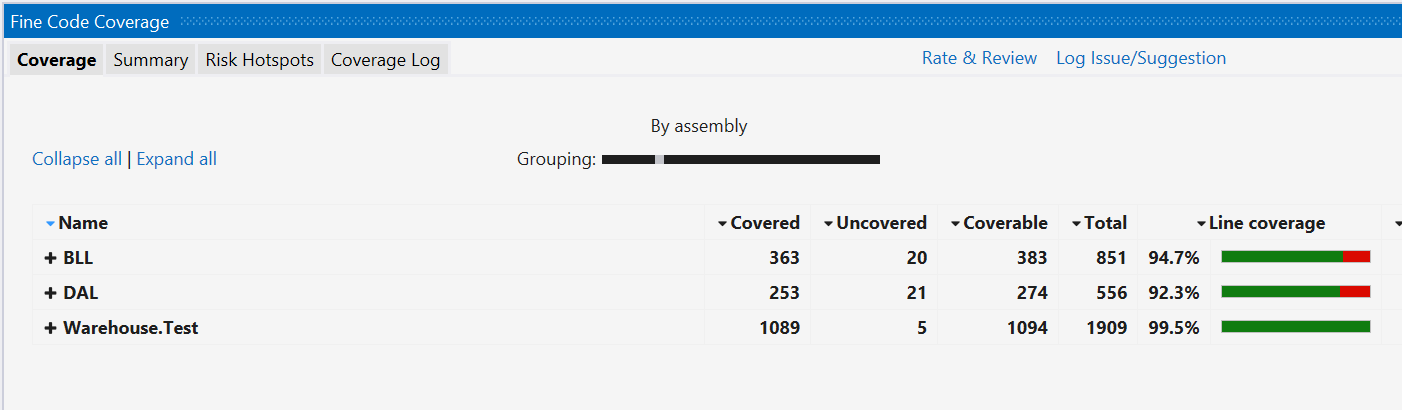 Fine Code Coverage
Coverage Summary Risk Hotspots Coverage Log Rate & Review Log Issue/Suggestion
By assembly
Collapse all | Expand all Grouping:
Name Covered Uncovered Coverable Total Line coverage
BLL 363 20 383 851 94.7%
DAL 253 21 274 556 92.3%
Warehouse.Test 1089 5 1094 1909 99.5%